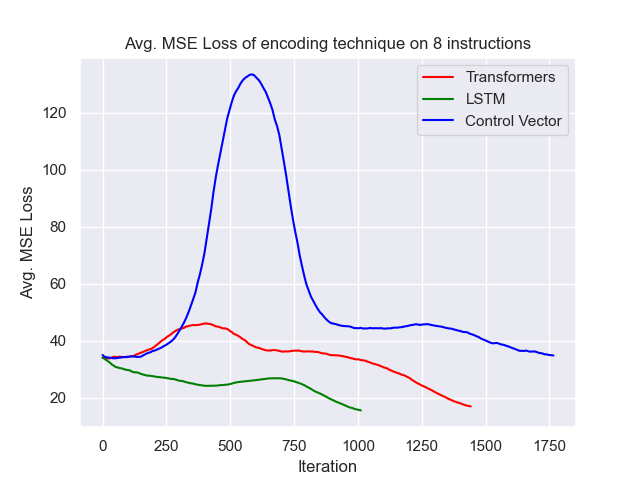 Avg. MSE Loss of encoding technique on 8 instructions
Transformers
LSTM
Control Vector
Avg. MSE Loss
120
100
80
60
40
20
0 250 500 750 1000 1250 1500 1750
Iteration